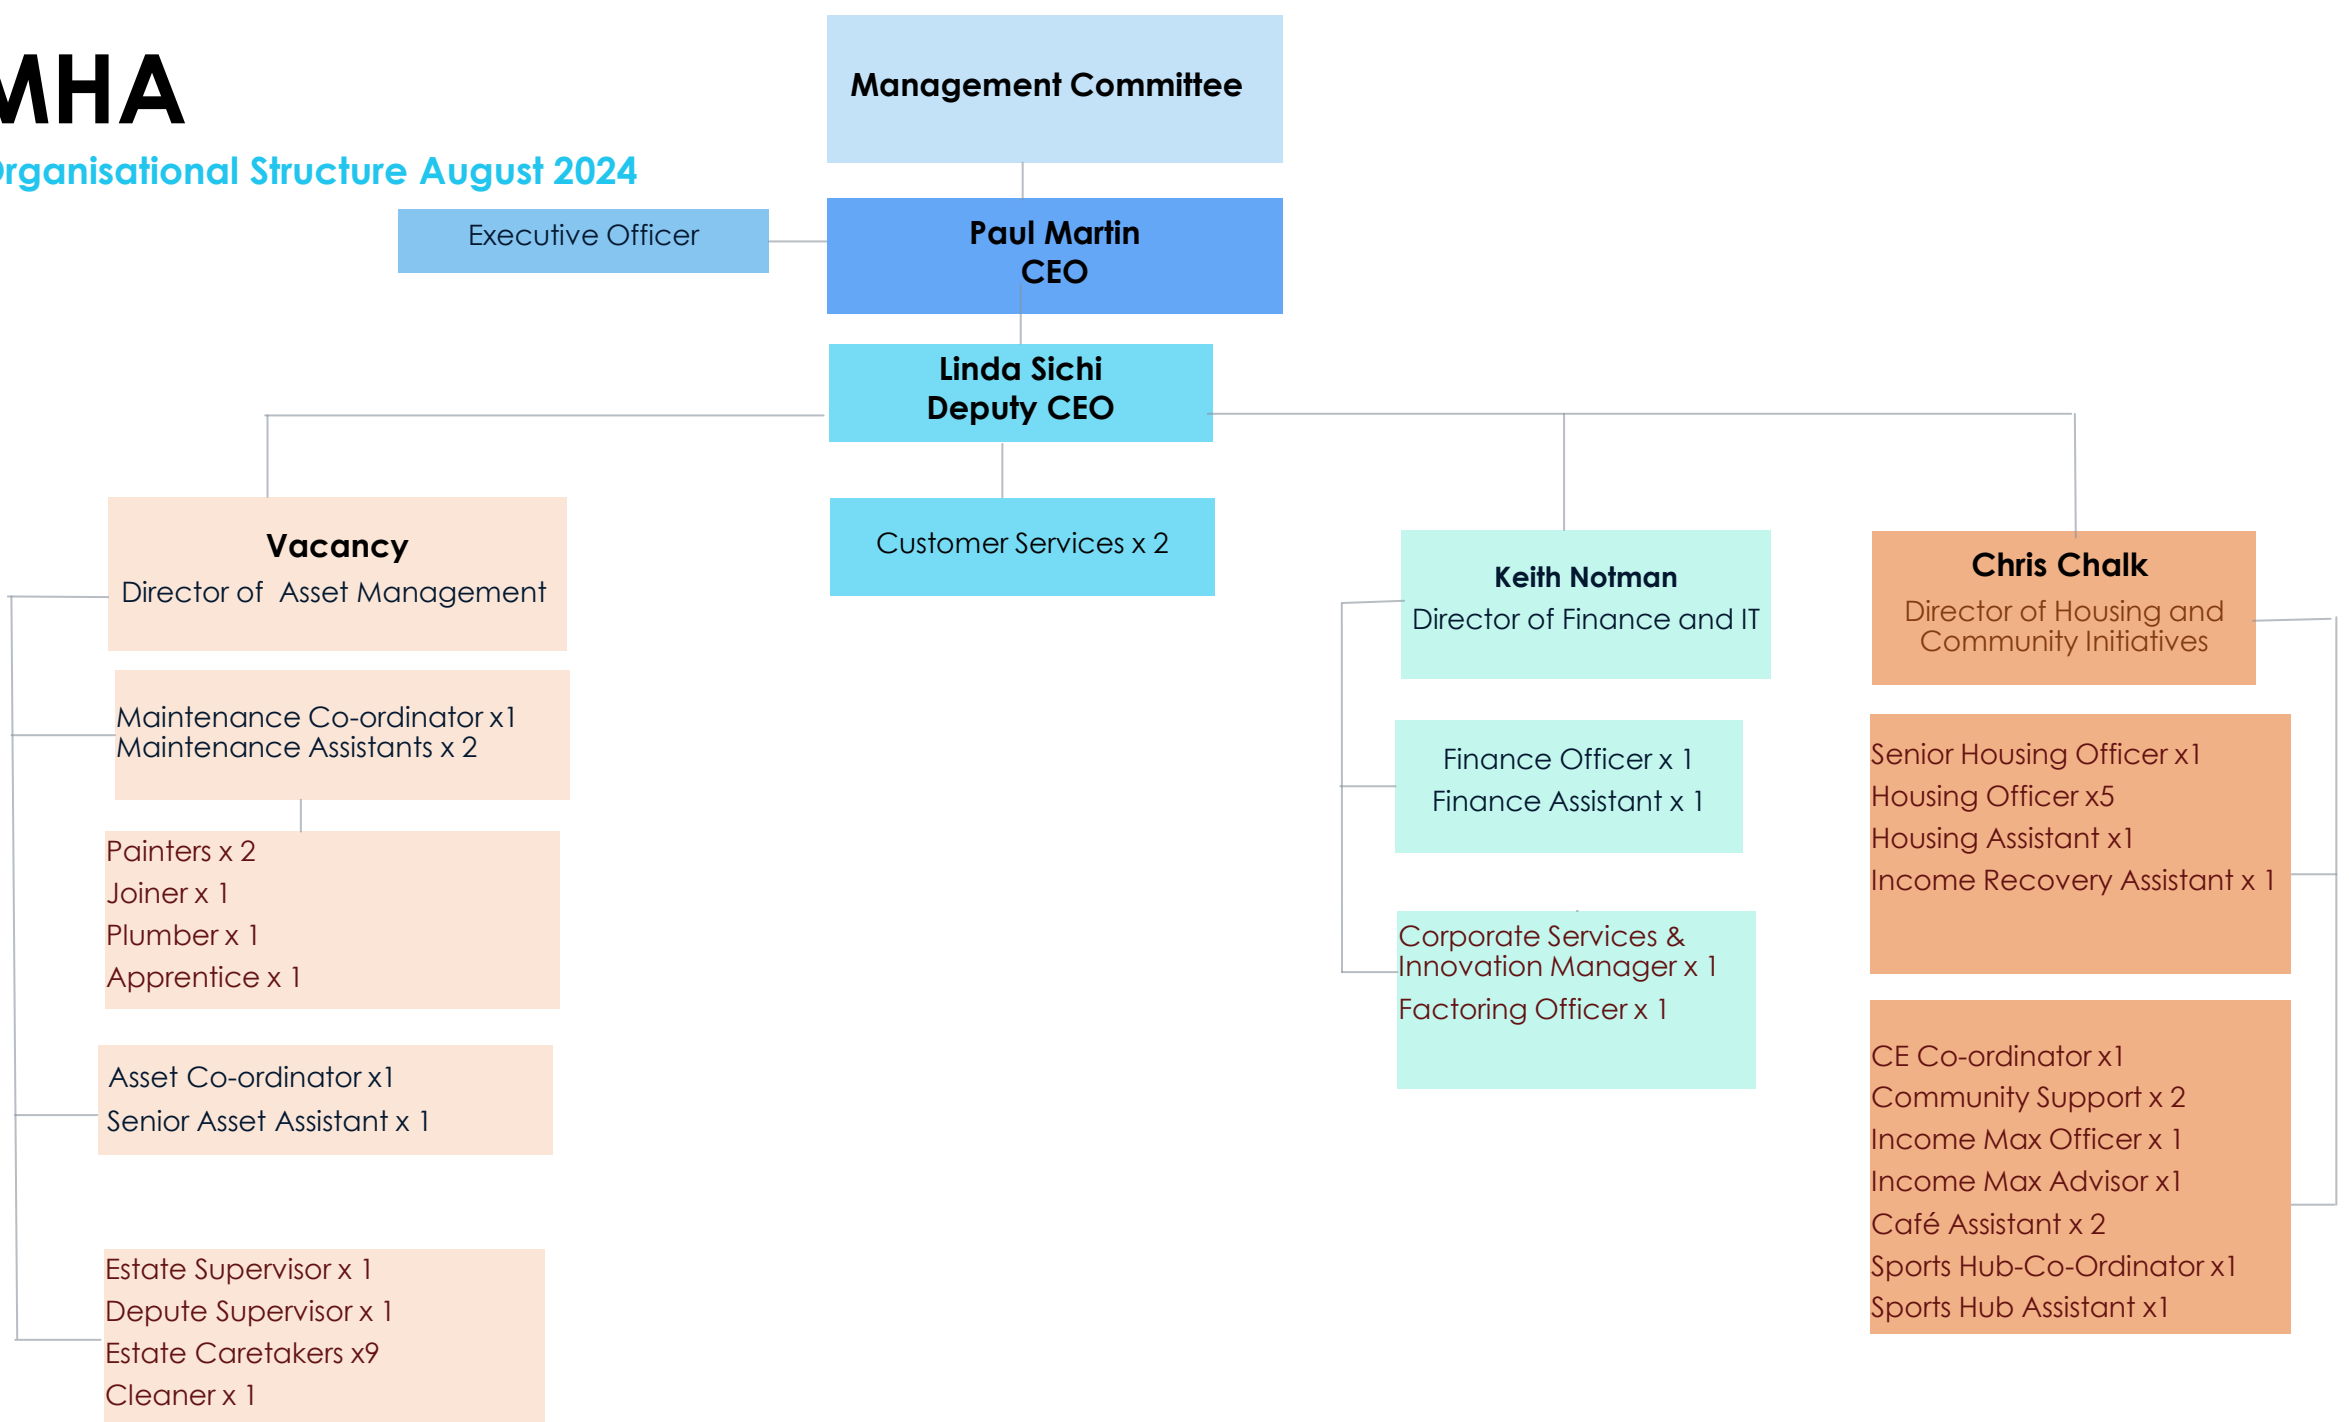 MHA
Organisational Structure August 2024
Management Committee
Executive Officer
Paul Martin
CEO
Linda Sichi
Deputy CEO
Vacancy
Director of Asset Management
Customer Services x 2
Keith Notman
Director of Finance and IT
Chris Chalk
Director of Housing and
Community Initiatives
Maintenance Co-ordinator x1
Maintenance Assistants x 2
Painters x 2
Joiner x 1
Plumber x 1
Apprentice x 1
Asset Co-ordinator x1
Senior Asset Assistant x 1
Estate Supervisor x 1
Depute Supervisor x 1
Estate Caretakers x9
Cleaner x 1
Finance Officer x 1
Finance Assistant x 1
Corporate Services &
Innovation Manager x 1
Factoring Officer x 1
Senior Housing Officer x1
Housing Officer x5
Housing Assistant x1
Income Recovery Assistant x 1
CE Co-ordinator x1
Community Support x 2
Income Max Officer x 1
Income Max Advisor x1
Café Assistant x 2
Sports Hub-Co-Ordinator x1
Sports Hub Assistant x1